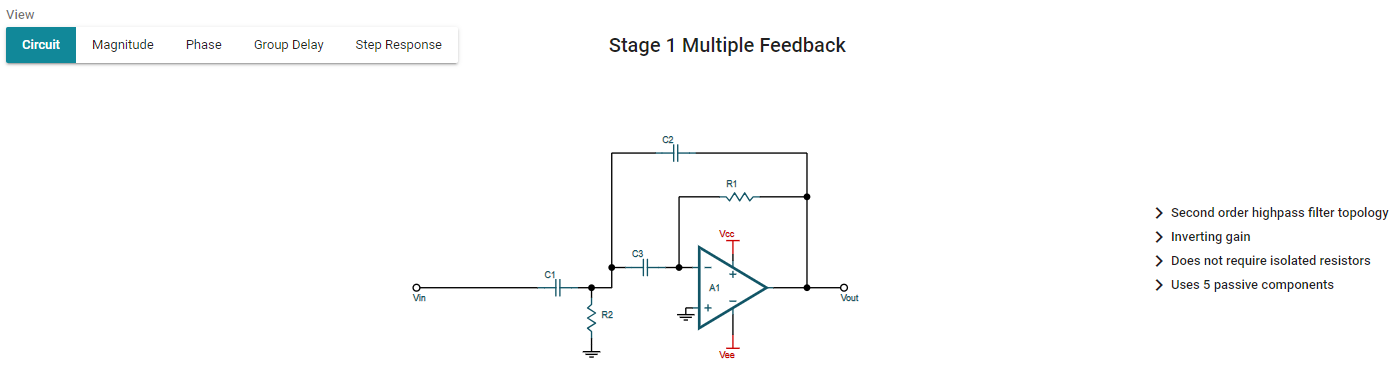 View
Circuit Magnitude Phase Group Delay Step Response
Stage 1 Multiple Feedback
C2
R1
Vcc
C3
C1
A1
Vin
Vout
R2
Vee
Second order highpass filter topology
Inverting gain
Does not require isolated resistors
Uses 5 passive components